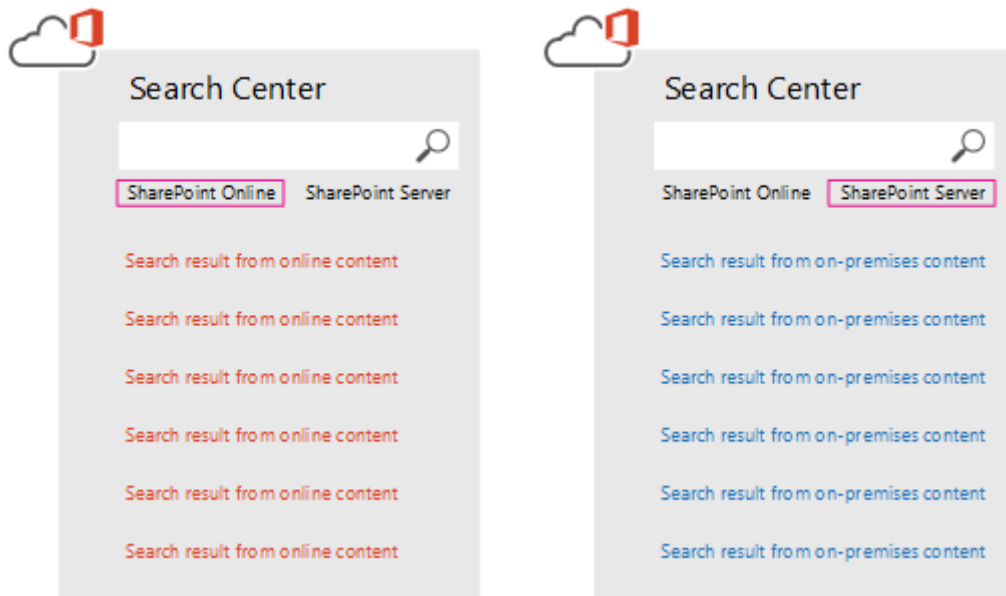 Search Center
SharePoint Online SharePoint Server
Search result from online content
Search result from online content
Search result from online content
Search result from online content
Search result from online content
Search result from online content
Search Center
SharePoint Online SharePoint Server
Search result from on-premises content
Search result from on-premises content
Search result from on-premises content
Search result from on-premises content
Search result from on-premises content
Search result from on-premises content